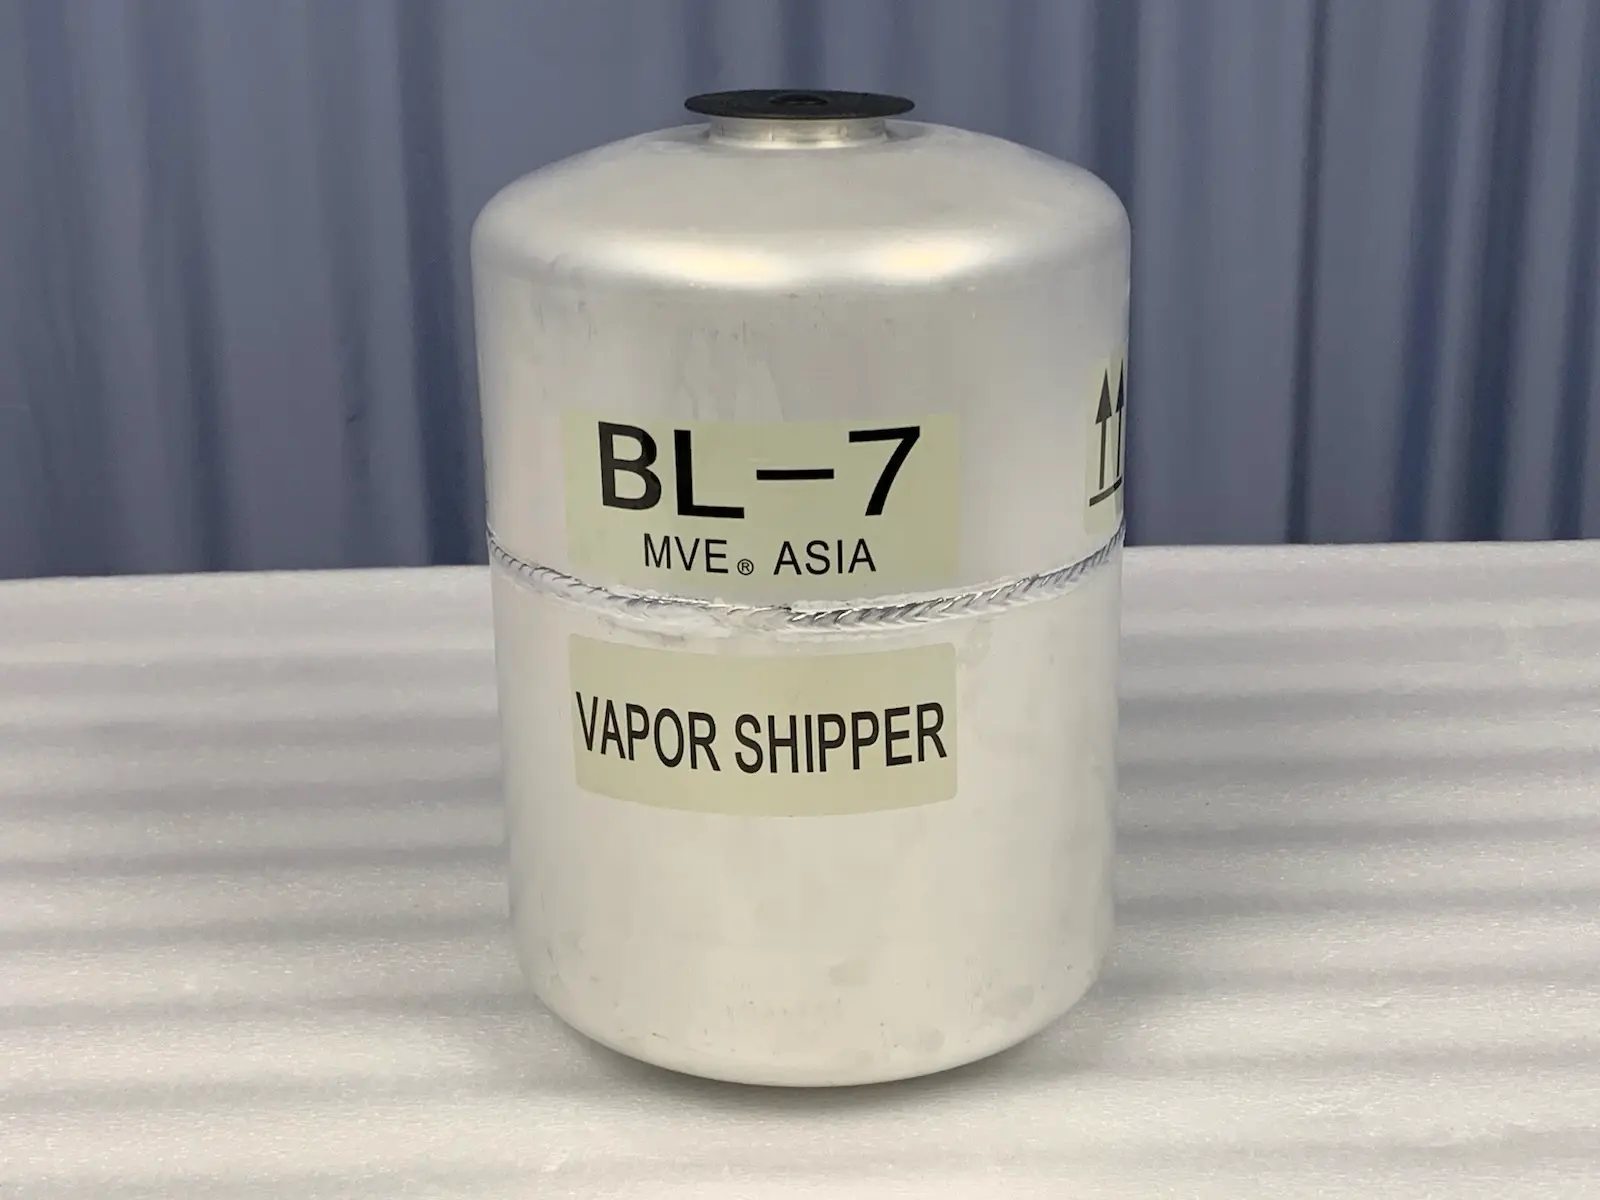 BL-7
MVE® ASIA
VAPOR SHIPPER